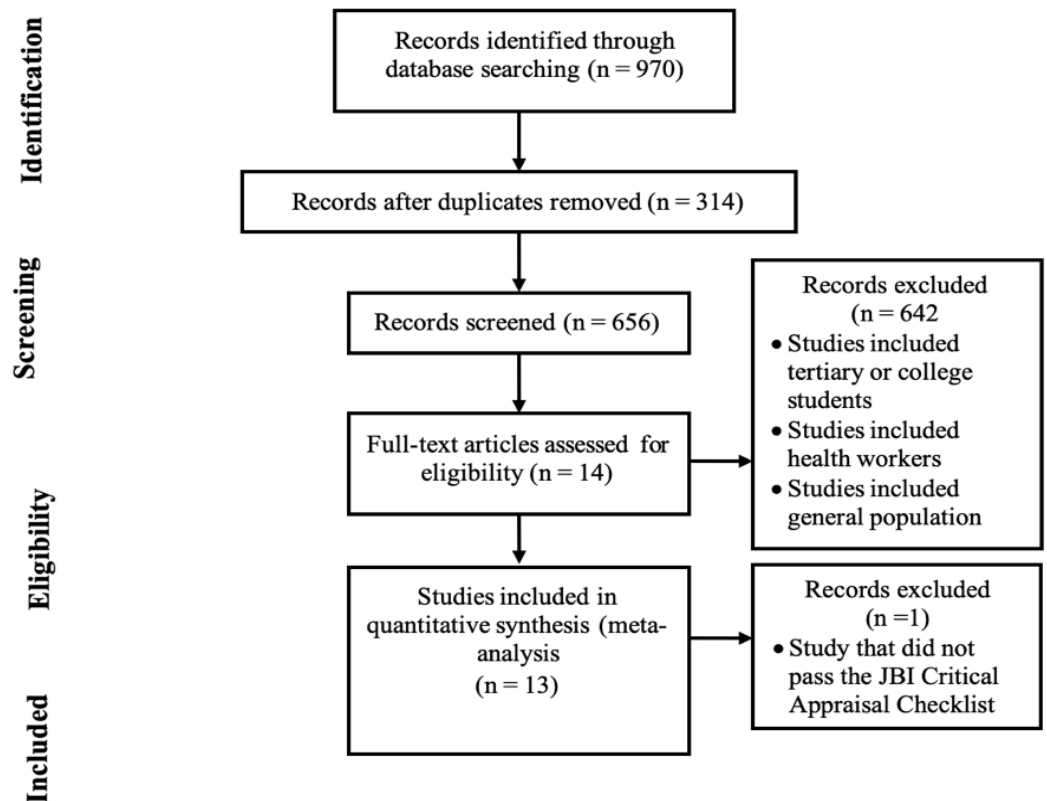 Identification
Records identified through
database searching (n = 970)
Records after duplicates removed (n = 314)
Screening
Records screened (n = 656)
Records excluded
(n = 642
• Studies included
tertiary or college
students
• Studies included
health workers
• Studies included
general population
Eligibility
Full-text articles assessed for
eligibility (n = 14)
Included
Studies included in
quantitative synthesis (meta-
analysis
(n = 13)
Records excluded
(n =1)
• Study that did not
pass the JBI Critical
Appraisal Checklist